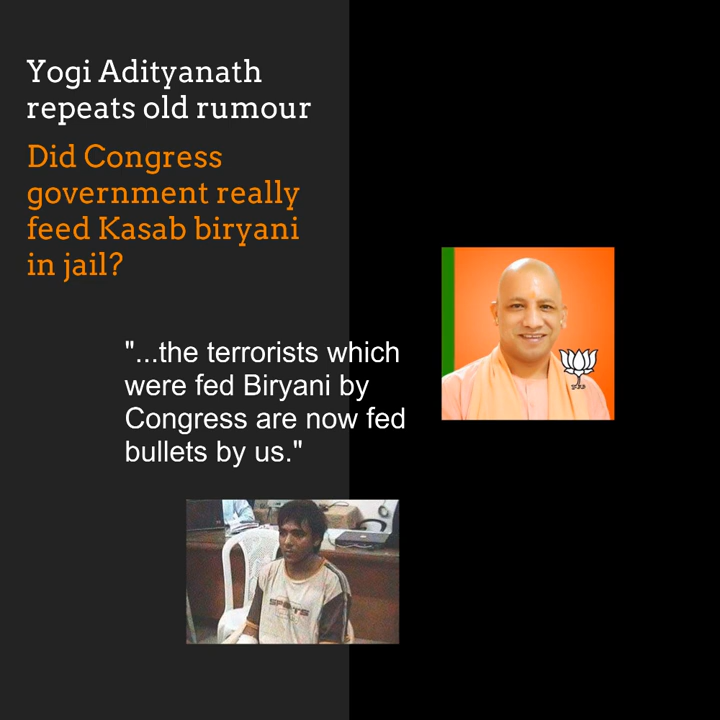 Yogi Adityanath
repeats old rumour
Did Congress
government really
feed Kasab biryani
in jail?
"...the terrorists which
were fed Biryani by
Congress are now fed
bullets by us."
SPORTS